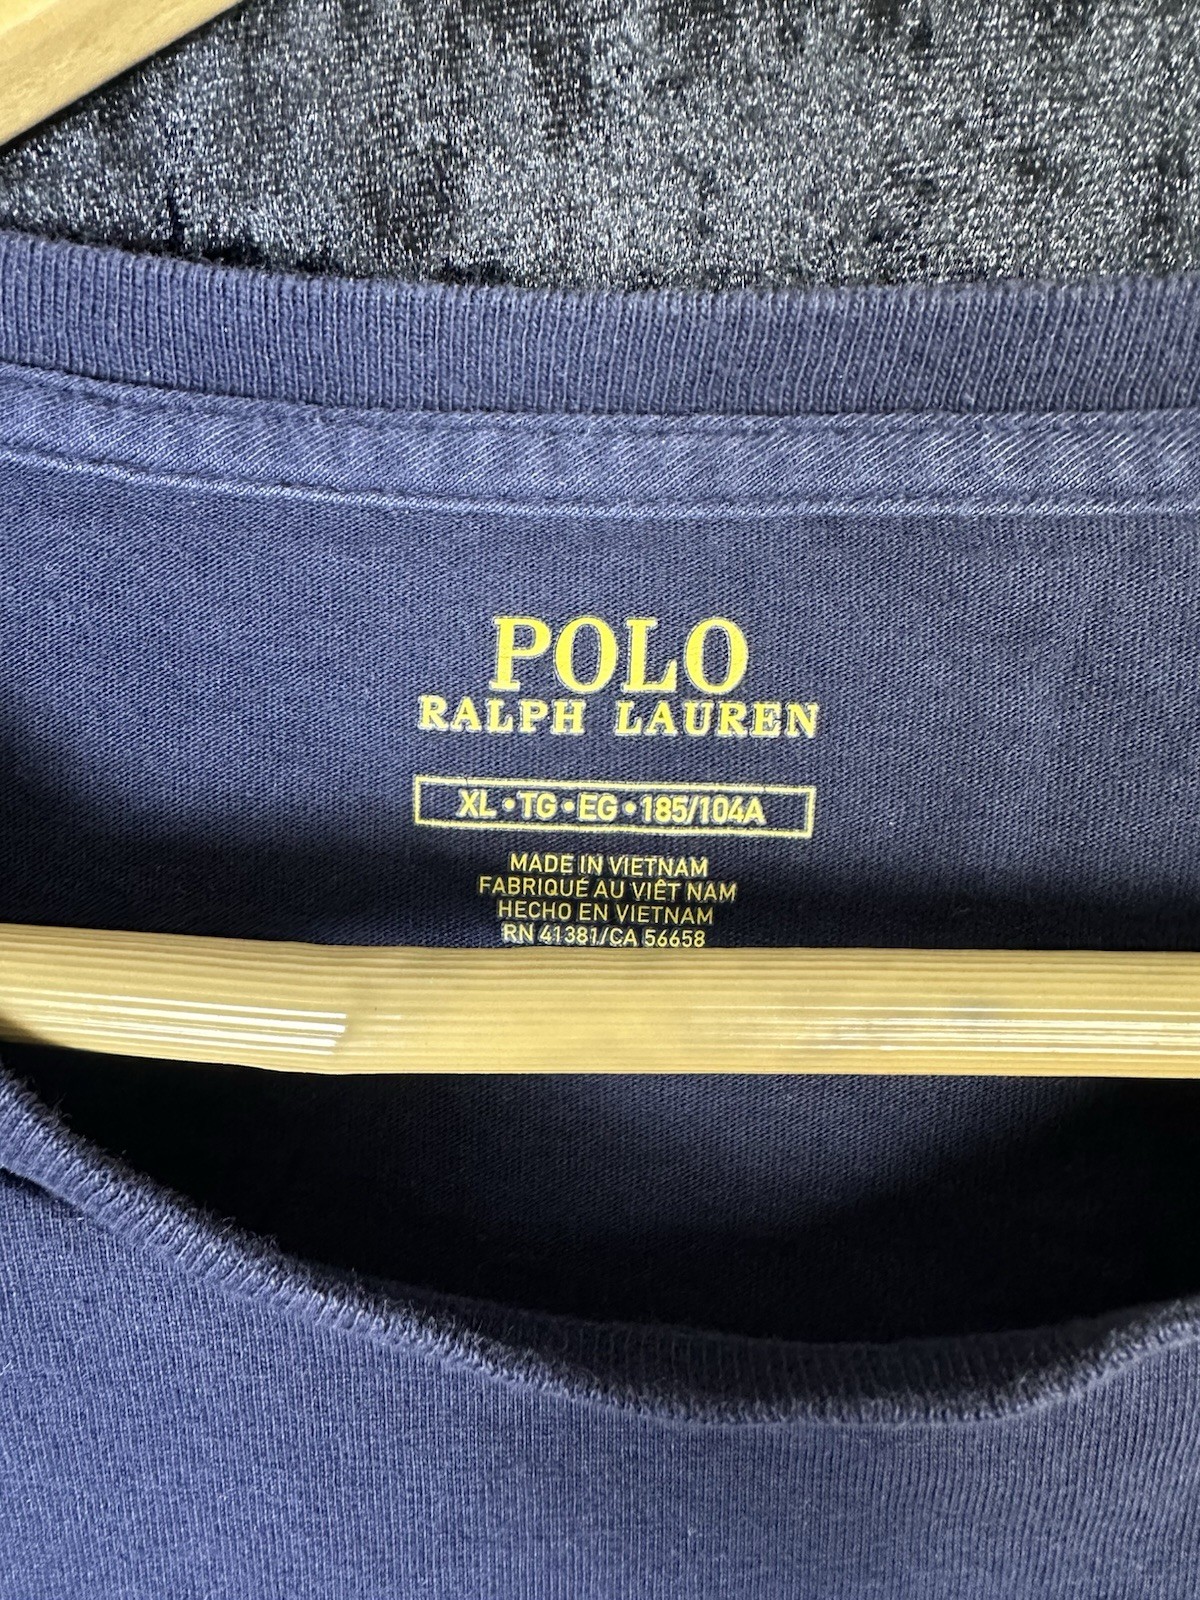 POLO
RALPH LAUREN
XL • TG • EG • 185/104A
MADE IN VIETNAM
FABRIQUÉ AU VIÊT NAM
HECHO EN VIETNAM
RN 41381/CA 56658